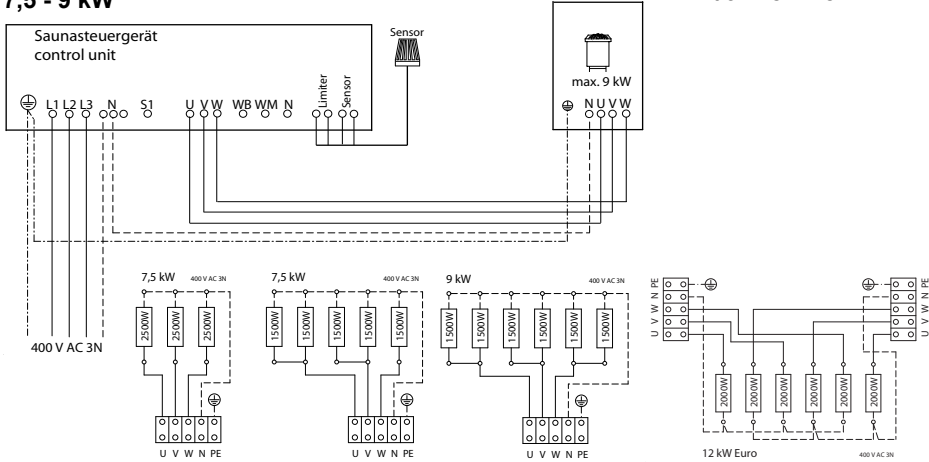 7,5 - 9 kW
Saunasteuergerät
control unit
Sensor
max. 9 kW
L1 L2 L3 N S1 U V W WB WM N
Limiter
Sensor
N U V W
400 V AC 3N
7,5 kW 400 V AC 3N
2500W 2500W 2500W
U V W N PE
7,5 kW 400 V AC 3N
1500W 1500W 1500W 1500W 1500W
U V W N PE
9 kW 400 V AC 3N
1500W 1500W 1500W 1500W 1500W 1500W
U V W N PE
U V W N PE
U V W N PE
2000W 2000W 2000W 2000W 2000W 2000W
12 kW Euro 400 V AC 3N